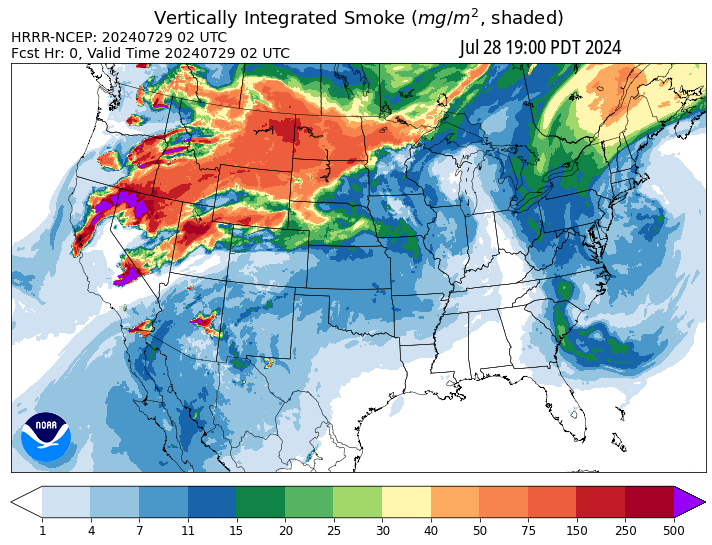 Vertically Integrated Smoke (mg/m², shaded)
HRRR-NCEP: 20240729 02 UTC
Fcst Hr: 0, Valid Time 20240729 02 UTC
Jul 28 19:00 PDT 2024
NOAA
1 4 7 11 15 20 25 30 40 50 75 150 250 500